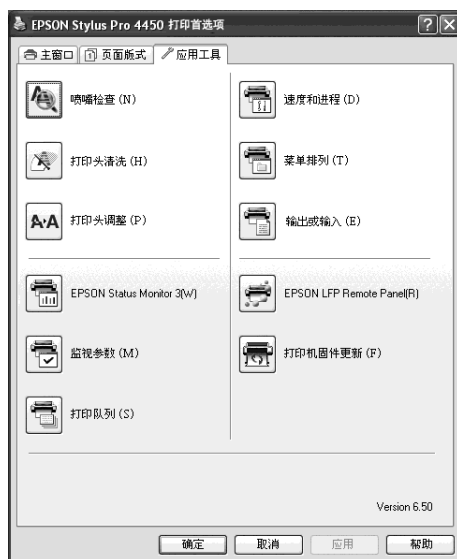 EPSON Stylus Pro 4450 打印首选项
主窗口 页面版式 应用工具
喷嘴检查(N)
速度和进程(D)
打印头清洗(H)
菜单排列(T)
打印头调整(P)
输出或输入(E)
EPSON Status Monitor 3(W)
EPSON LFP Remote Panel(R)
监视参数(M)
打印机固件更新(F)
打印队列(S)
Version 6.50
确定 取消 应用 帮助